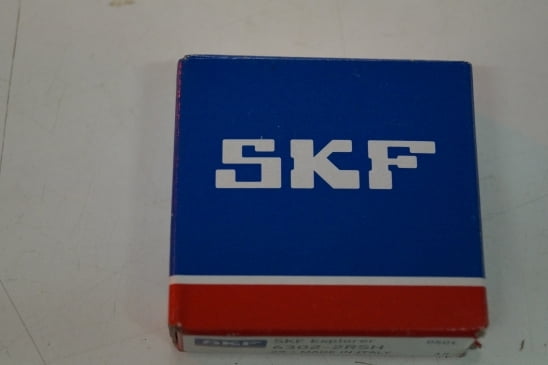 SKF
SKF SKF Explorer
6302-2RSH
MADE IN ITALY